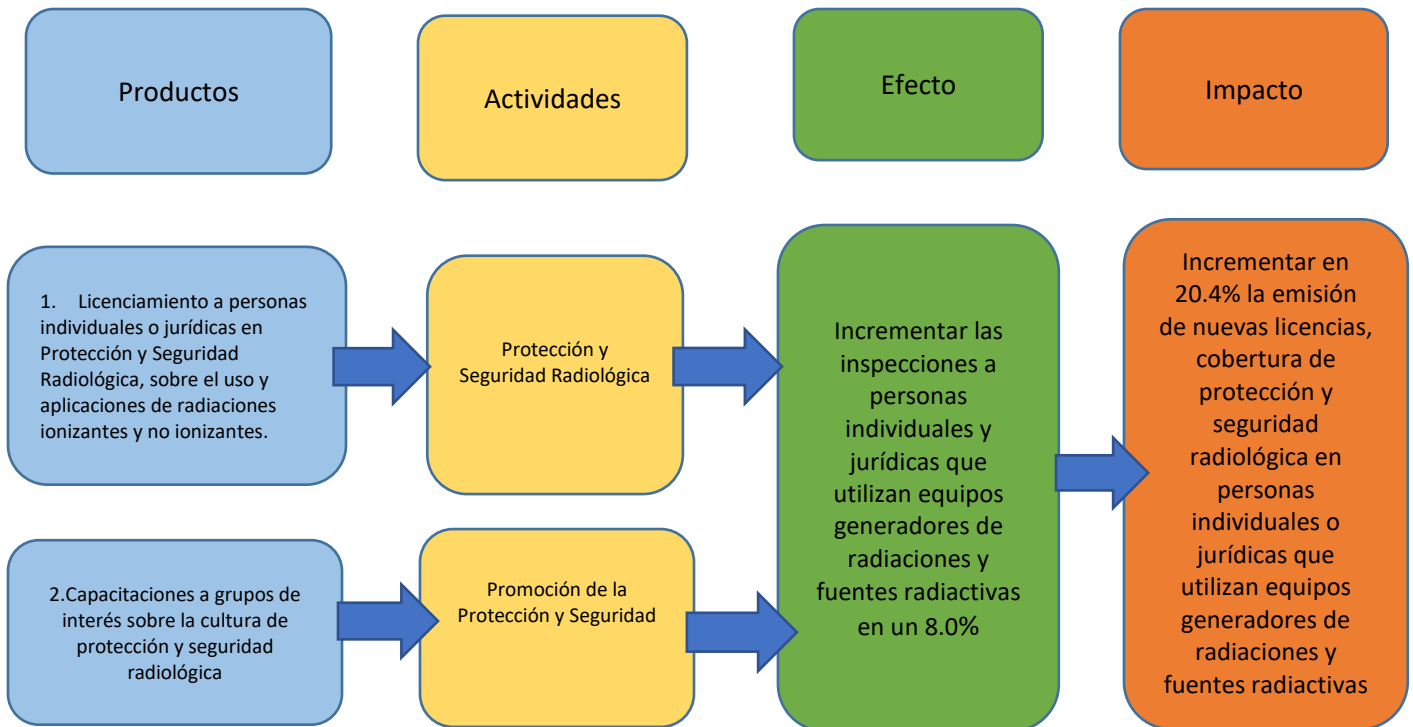 Productos
Actividades
Efecto
Impacto
1. Licenciamiento a personas
individuales o jurídicas en
Protección y Seguridad
Radiológica, sobre el uso y
aplicaciones de radiaciones
ionizantes y no ionizantes.
Protección y
Seguridad Radiológica
2.Capacitaciones a grupos de
interés sobre la cultura de
protección y seguridad
radiológica
Promoción de la
Protección y Seguridad
Incrementar las
inspecciones a
personas
individuales y
jurídicas que
utilizan equipos
generadores de
radiaciones y
fuentes radiactivas
en un 8.0%
Incrementar en
20.4% la emisión
de nuevas licencias,
cobertura de
protección y
seguridad
radiológica en
personas
individuales o
jurídicas que
utilizan equipos
generadores de
radiaciones y
fuentes radiactivas